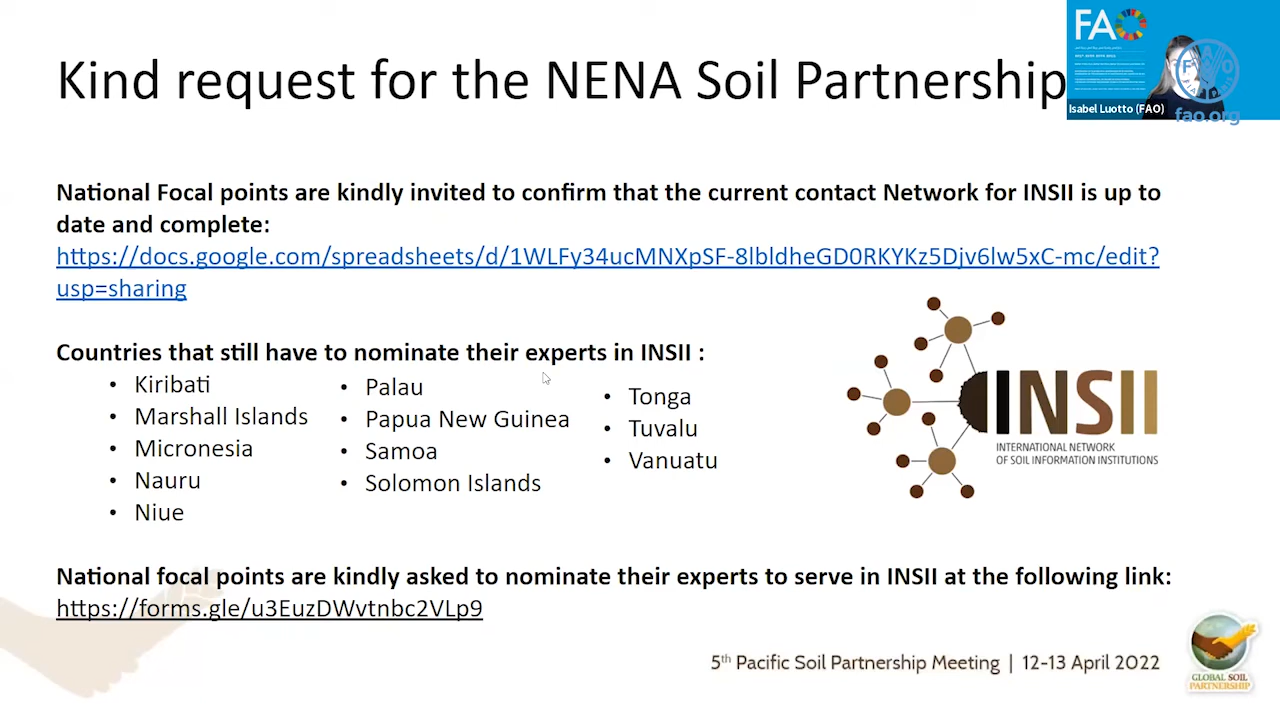 Kind request for the NENA Soil Partnership
FAO
Isabel Luotto (FAO)
fao.org
National Focal points are kindly invited to confirm that the current contact Network for INSII is up to
date and complete:
https://docs.google.com/spreadsheets/d/1WLFy34ucMNXpSF-8lbldheGD0RKYKz5Djv6lw5xC-mc/edit?
usp=sharing
Countries that still have to nominate their experts in INSII :
• Kiribati
• Marshall Islands
• Micronesia
• Nauru
• Niue
• Palau
• Papua New Guinea
• Samoa
• Solomon Islands
• Tonga
• Tuvalu
• Vanuatu
INSII
INTERNATIONAL NETWORK
OF SOIL INFORMATION INSTITUTIONS
National focal points are kindly asked to nominate their experts to serve in INSII at the following link:
https://forms.gle/u3EuzDWvtnbc2VLp9
5th Pacific Soil Partnership Meeting | 12-13 April 2022
GLOBAL SOIL
PARTNERSHIP